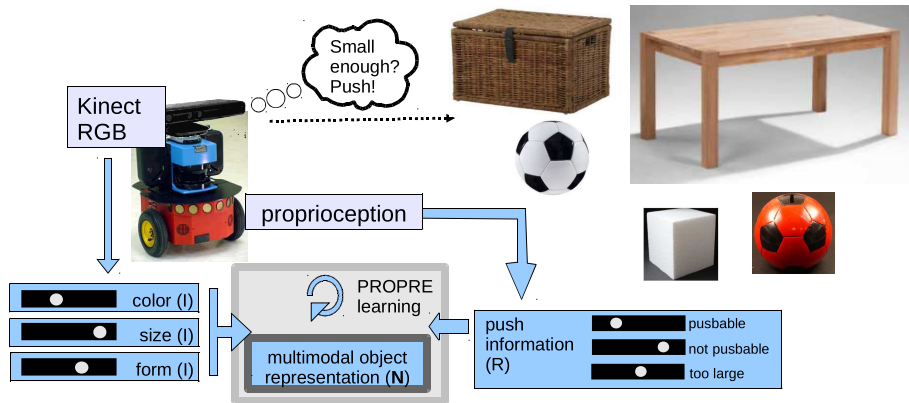 Small
enough?
Push!
Kinect
RGB
proprioception
color (I)
size (I)
form (I)
PROPRE
learning
multimodal object
representation (N)
push
information
(R)
pusbable
not pusbable
too large